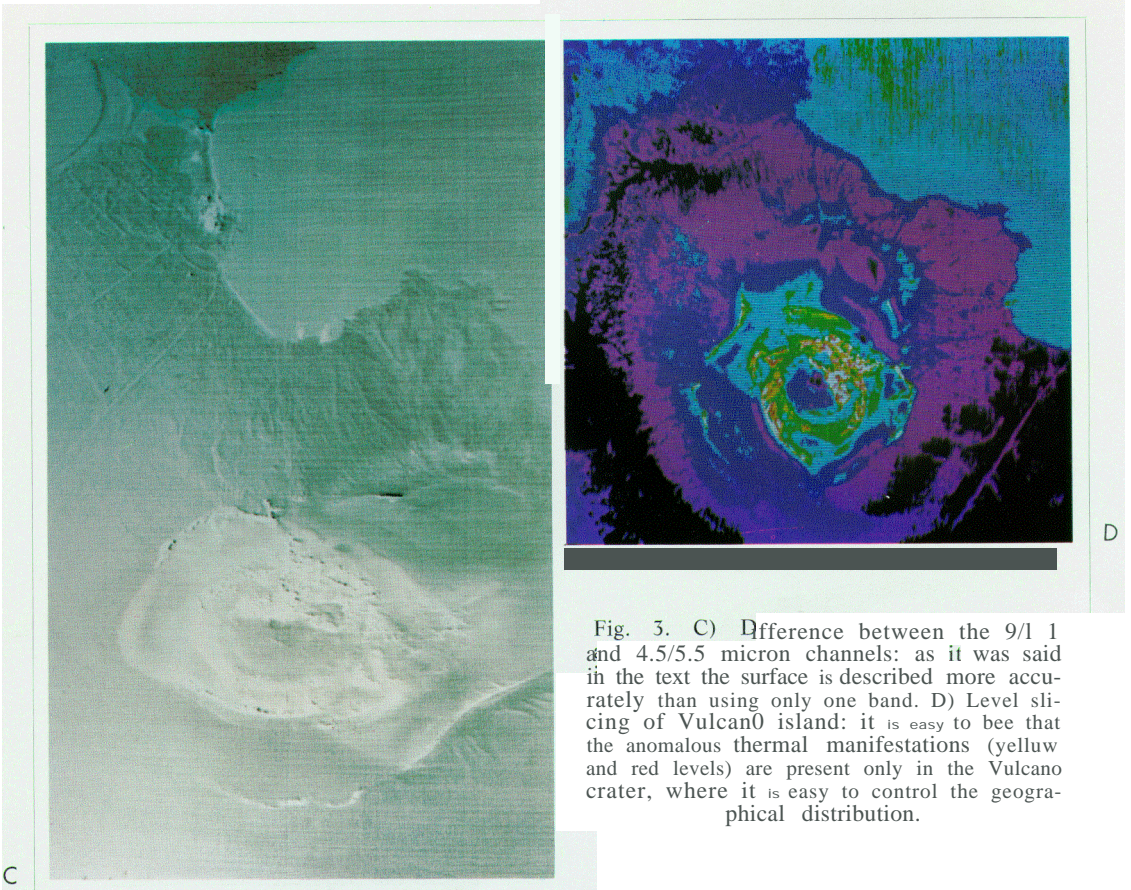 D
Fig. 3. C) Difference between the 9/l 1
and 4.5/5.5 micron channels: as it was said
in the text the surface is described more accu-
rately than using only one band. D) Level sli-
cing of Vulcan0 island: it is easy to bee that
the anomalous thermal manifestations (yelluw
and red levels) are present only in the Vulcano
crater, where it is easy to control the geogra-
phical distribution.
C